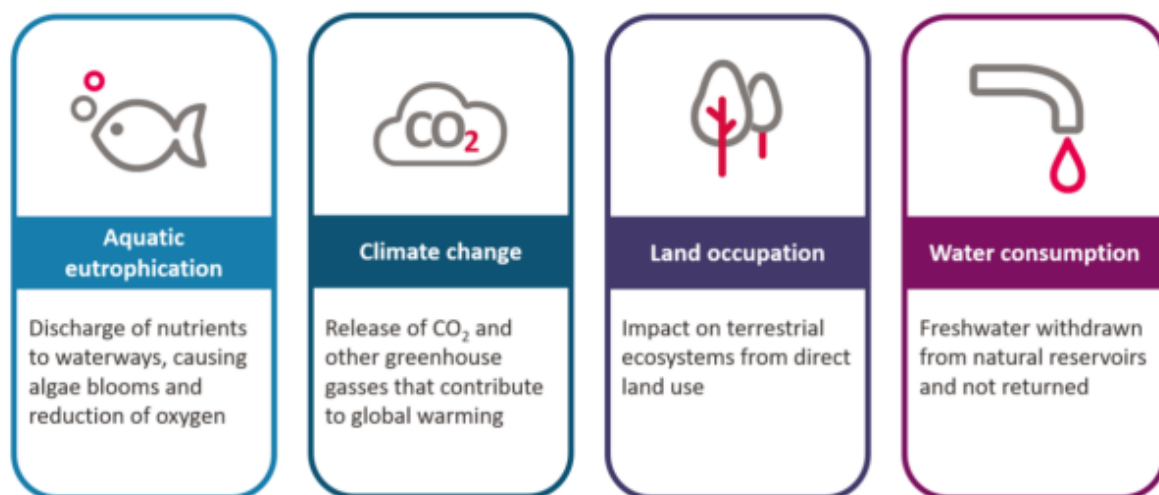 CO₂
Aquatic
eutrophication
Discharge of nutrients
to waterways, causing
algae blooms and
reduction of oxygen
Climate change
Release of CO₂ and
other greenhouse
gasses that contribute
to global warming
Land occupation
Impact on terrestrial
ecosystems from direct
land use
Water consumption
Freshwater withdrawn
from natural reservoirs
and not returned